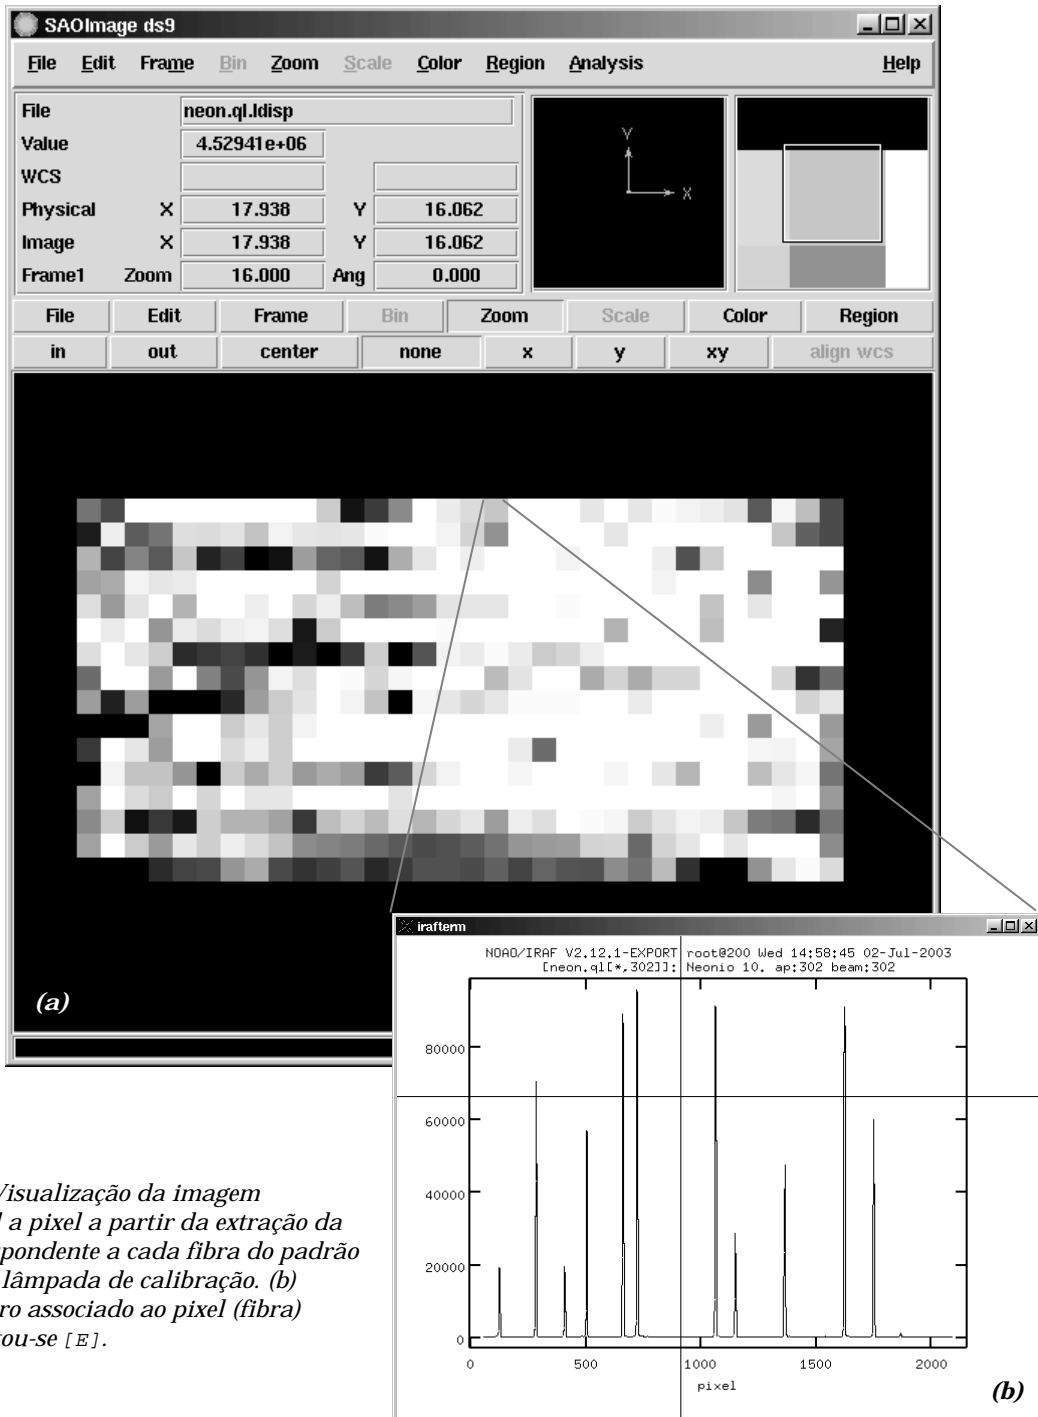 SAOImage ds9
File Edit Frame Bin Zoom Scale Color Region Analysis Help
File neon.ql.ldisp
Value 4.52941e+06
WCS
Physical X 17.938 Y 16.062
Image X 17.938 Y 16.062
Frame1 Zoom 16.000 Ang 0.000
Y
X
File Edit Frame Bin Zoom Scale Color Region
in out center none x y xy align wcs
(a)
irafterm
NOAO/IRAF V2.12.1-EXPORT root@200 Wed 14:58:45 02-Jul-2003
[neon.ql[*,302]]: Neonio 10. ap:302 beam:302
80000
60000
40000
20000
0
0 500 1000 1500 2000
pixel
(b)
Visualização da imagem
l a pixel a partir da extração da
spondente a cada fibra do padrão
lâmpada de calibração. (b)
ro associado ao pixel (fibra)
tou-se [E].